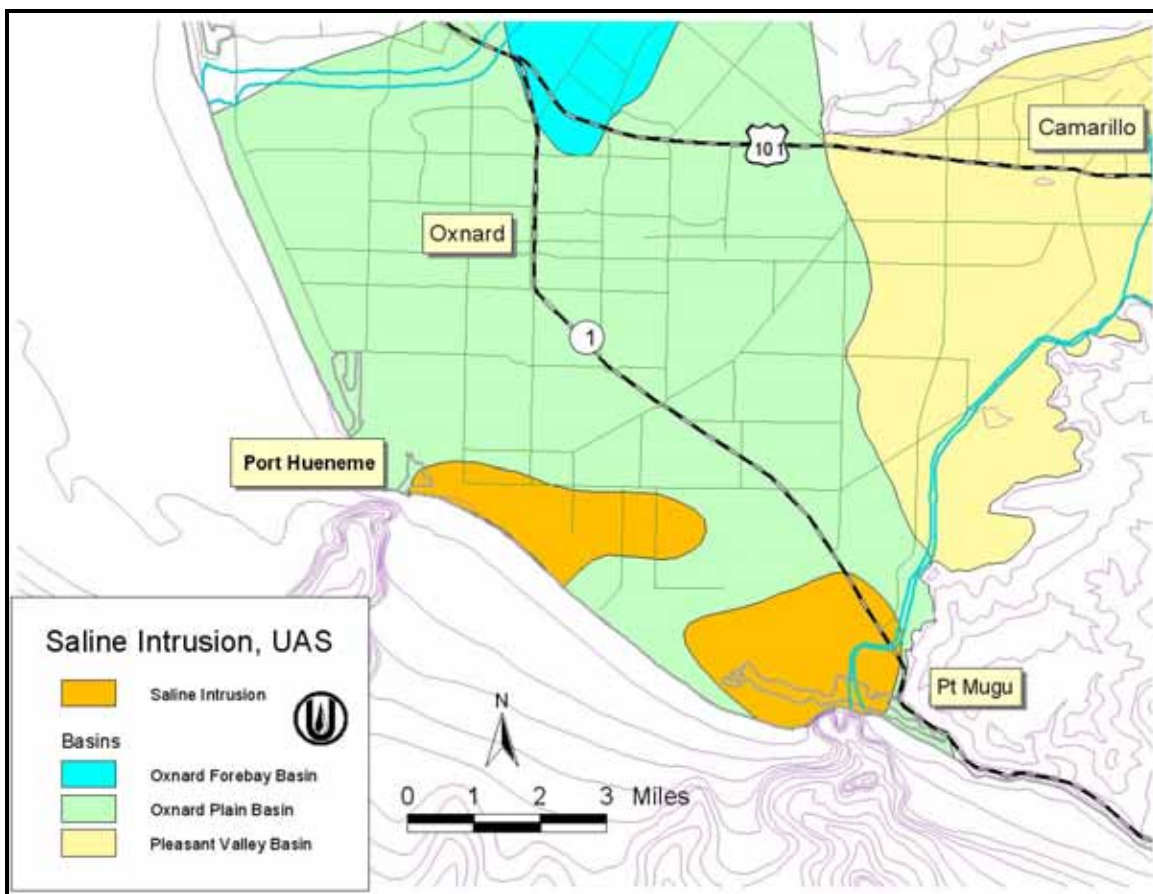 Camarillo
101
Oxnard
1
Port Hueneme
Pt Mugu
Saline Intrusion, UAS
Saline Intrusion
U
Basins
Oxnard Forebay Basin
Oxnard Plain Basin
Pleasant Valley Basin
N
0 1 2 3 Miles